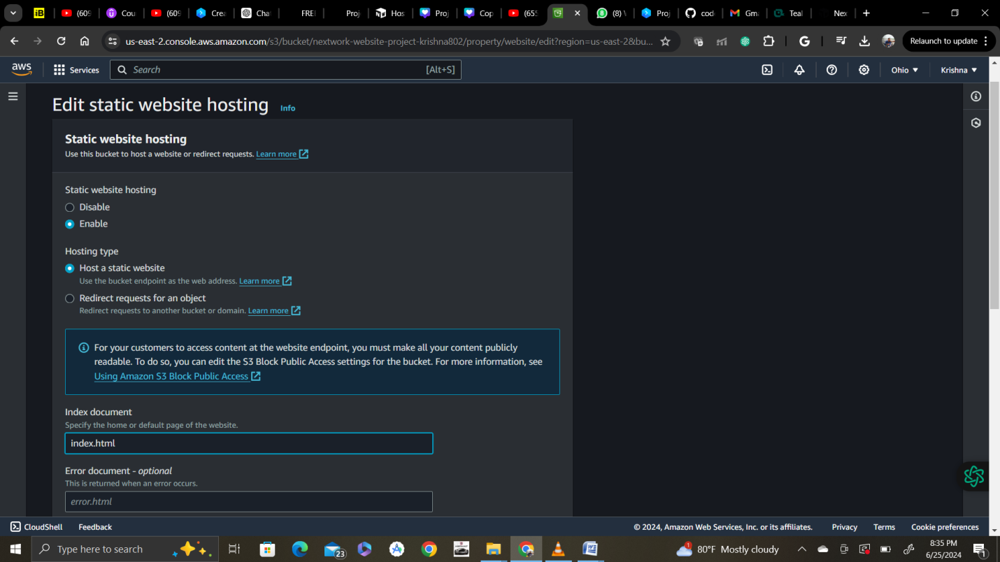 iB
(609
Cou
(609
Crea
Cha
FREE
Proj
Hos
Proj
Cop
(655
(8) \
Proj
cod
Gma
Teal
Nex
us-east-2.console.aws.amazon.com/s3/bucket/nextwork-website-project-krishna802/property/website/edit?region=us-east-2&bu...
Relaunch to update
aws
Services
Search
[Alt+S]
Ohio
Krishna
Edit static website hosting
Info
Static website hosting
Use this bucket to host a website or redirect requests. Learn more
Static website hosting
Disable
Enable
Hosting type
Host a static website
Use the bucket endpoint as the web address. Learn more
Redirect requests for an object
Redirect requests to another bucket or domain. Learn more
For your customers to access content at the website endpoint, you must make all your content publicly
readable. To do so, you can edit the S3 Block Public Access settings for the bucket. For more information, see
Using Amazon S3 Block Public Access
Index document
Specify the home or default page of the website.
index.html
Error document - optional
This is returned when an error occurs.
error.html
CloudShell
Feedback
© 2024, Amazon Web Services, Inc. or its affiliates.
Privacy
Terms
Cookie preferences
Type here to search
23
1
80°F Mostly cloudy
8:35 PM
6/25/2024
1